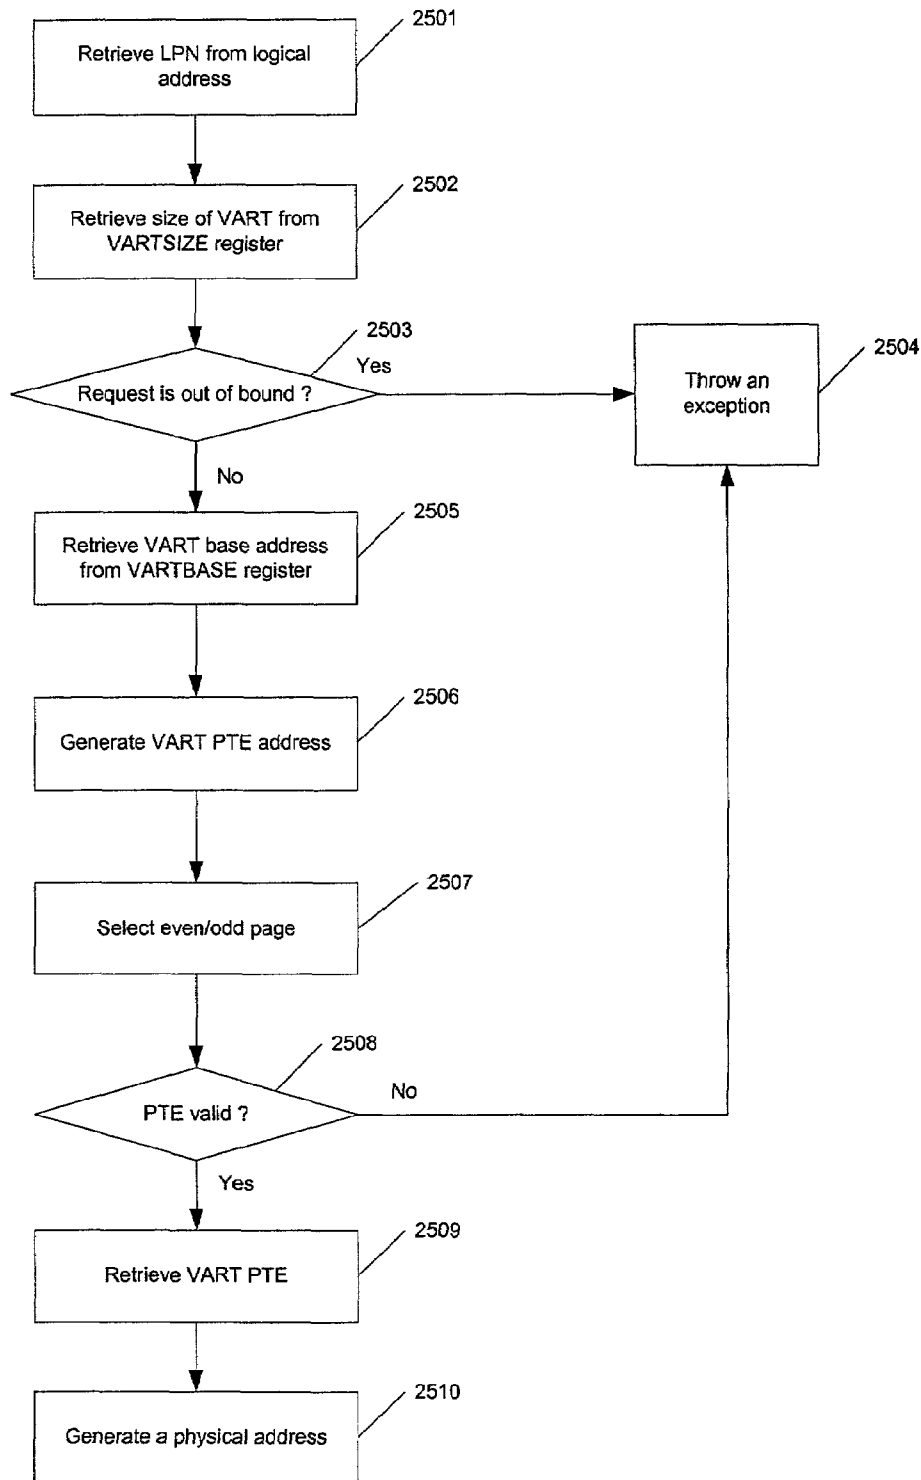 2501
Retrieve LPN from logical
address
2502
Retrieve size of VART from
VARTSIZE register
2503
Request is out of bound ?
Yes
2504
Throw an
exception
No
2505
Retrieve VART base address
from VARTBASE register
2506
Generate VART PTE address
2507
Select even/odd page
2508
PTE valid ?
No
Yes
2509
Retrieve VART PTE
2510
Generate a physical address